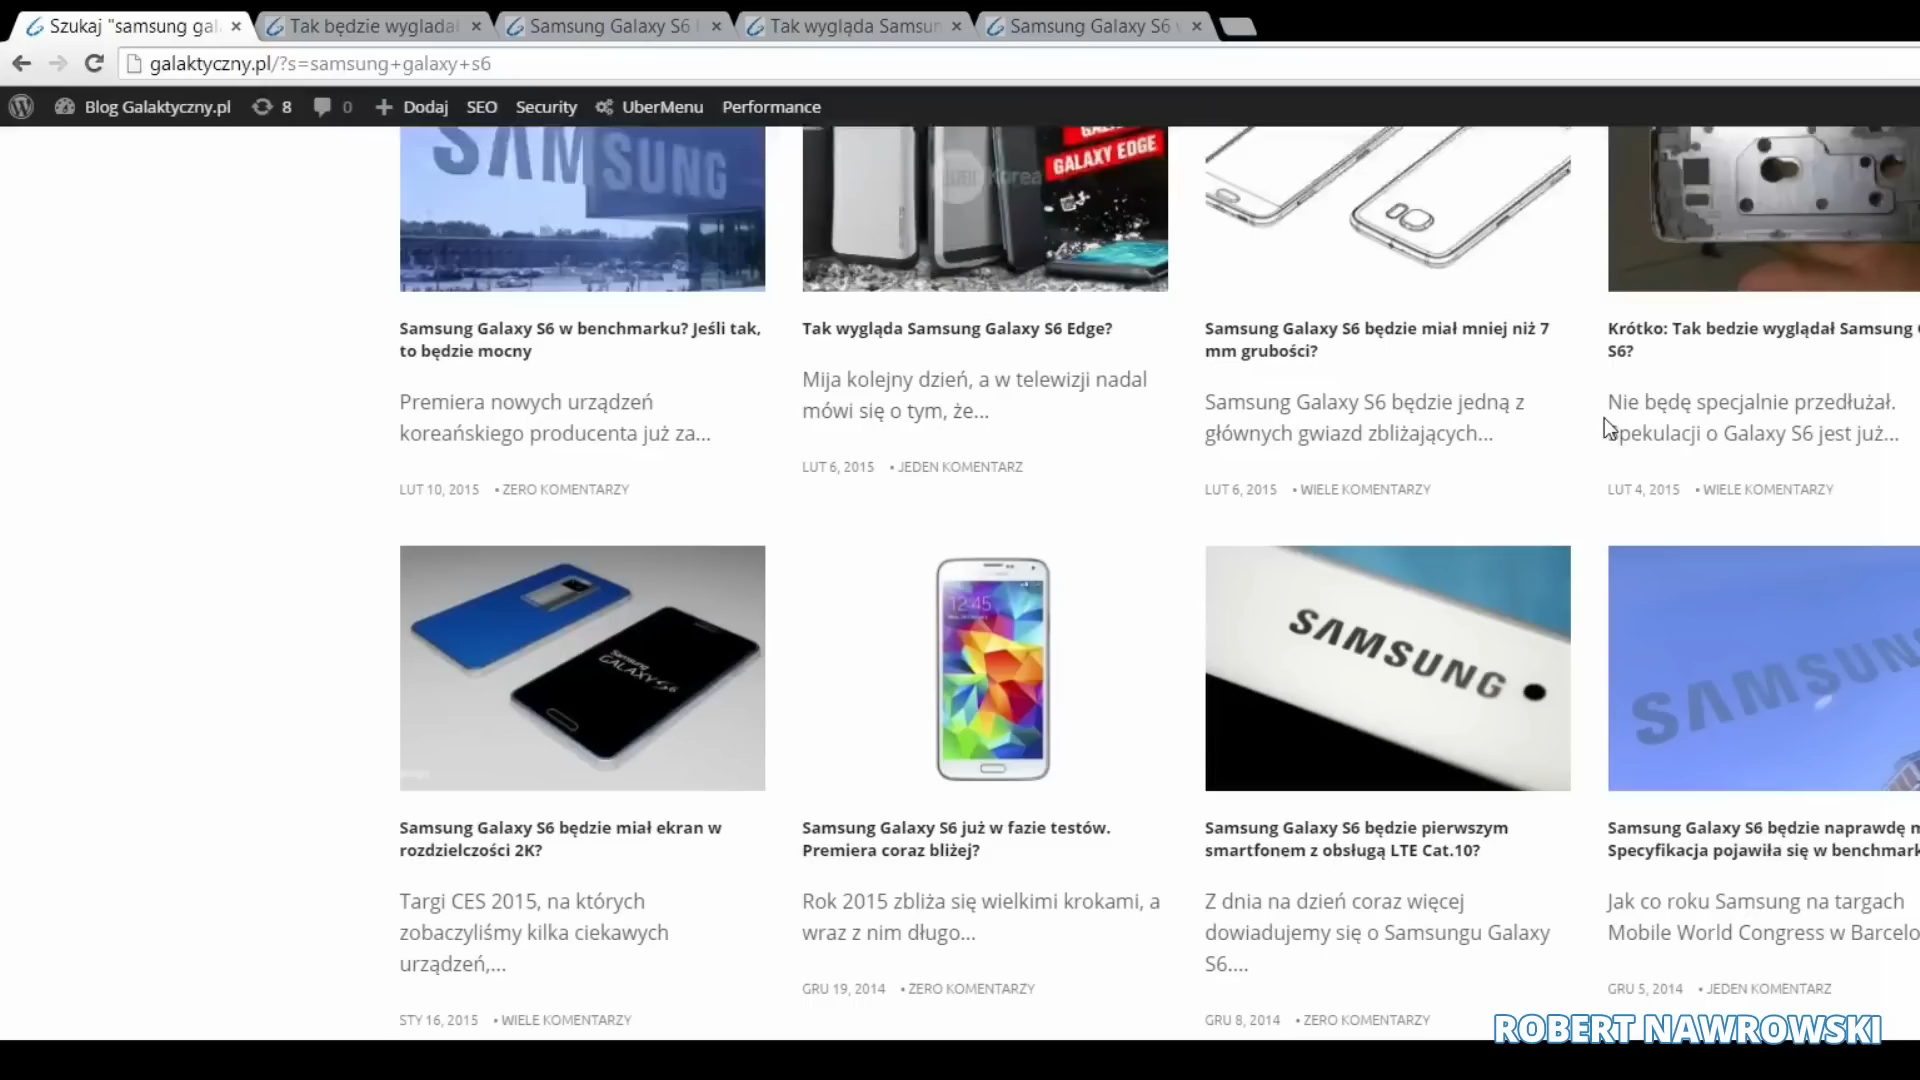 Szukaj "samsung gal
Tak będzie wygladał
Samsung Galaxy S6
Tak wygląda Samsun
Samsung Galaxy S6 w
galaktyczny.pl/?s=samsung+galaxy+s6
Blog Galaktyczny.pl 8 0 Dodaj SEO Security UberMenu Performance
SAMSUNG
GALAXY EDGE
Korea
Samsung Galaxy S6 w benchmarku? Jeśli tak,
to będzie mocny
Premiera nowych urządzeń
koreańskiego producenta już za...
LUT 10, 2015 • ZERO KOMENTARZY
Tak wygląda Samsung Galaxy S6 Edge?
Mija kolejny dzień, a w telewizji nadal
mówi się o tym, że...
LUT 6, 2015 • JEDEN KOMENTARZ
Samsung Galaxy S6 będzie miał mniej niż 7
mm grubości?
Samsung Galaxy S6 będzie jedną z
głównych gwiazd zbliżających...
LUT 6, 2015 • WIELE KOMENTARZY
Krótko: Tak bedzie wyglądał Samsung
S6?
Nie będę specjalnie przedłużał.
Spekulacji o Galaxy S6 jest już...
LUT 4, 2015 • WIELE KOMENTARZY
Samsung
GALAXY S6
12:45
SAMSUNG
SAMSUN
Samsung Galaxy S6 będzie miał ekran w
rozdzielczości 2K?
Targi CES 2015, na których
zobaczyliśmy kilka ciekawych
urządzeń,...
STY 16, 2015 • WIELE KOMENTARZY
Samsung Galaxy S6 już w fazie testów.
Premiera coraz bliżej?
Rok 2015 zbliża się wielkimi krokami, a
wraz z nim długo...
GRU 19, 2014 • ZERO KOMENTARZY
Samsung Galaxy S6 będzie pierwszym
smartfonem z obsługą LTE Cat.10?
Z dnia na dzień coraz więcej
dowiadujemy się o Samsungu Galaxy
S6....
GRU 8, 2014 • ZERO KOMENTARZY
Samsung Galaxy S6 będzie naprawdę m
Specyfikacja pojawiła się w benchmark
Jak co roku Samsung na targach
Mobile World Congress w Barcelo
GRU 5, 2014 • JEDEN KOMENTARZ
ROBERT NAWROWSKI